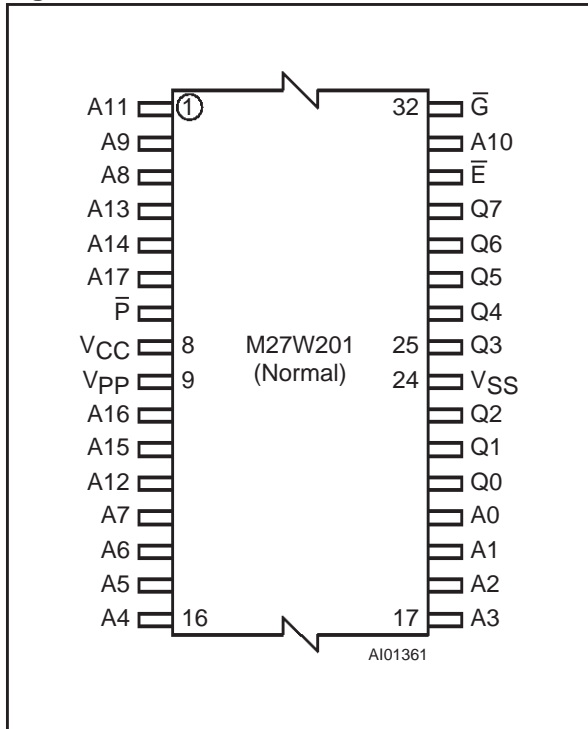 A11 1 32 G̅
A9 A10
A8 E̅
A13 Q7
A14 Q6
A17 Q5
P̅ Q4
VCC 8 M27W201 25 Q3
VPP 9 (Normal) 24 VSS
A16 Q2
A15 Q1
A12 Q0
A7 A0
A6 A1
A5 A2
A4 16 17 A3
AI01361